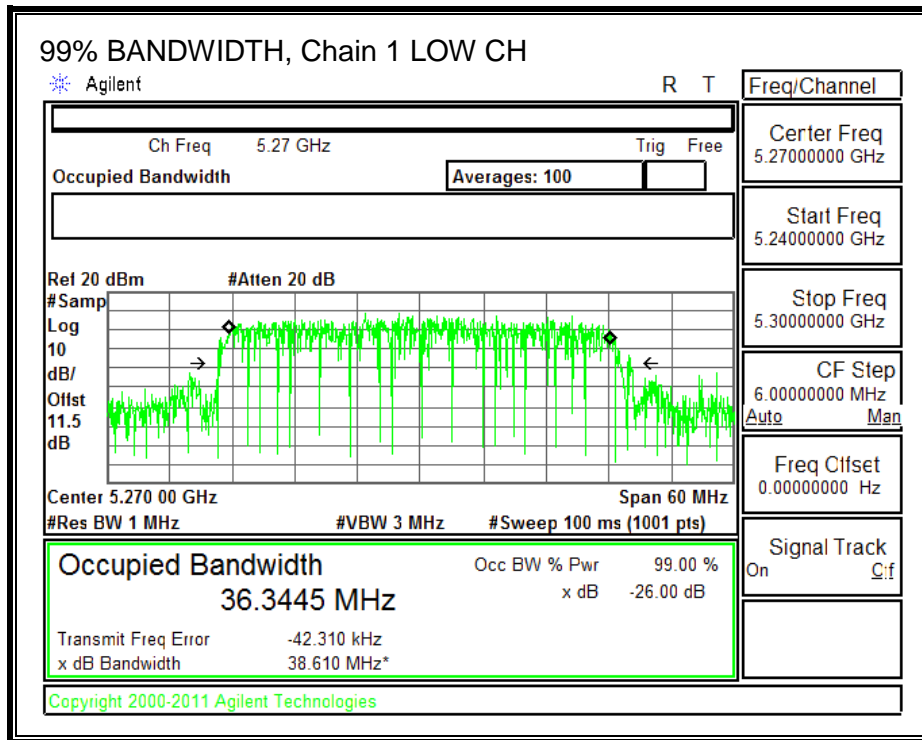 99% BANDWIDTH, Chain 1 LOW CH
Agilent R T
Ch Freq 5.27 GHz Trig Free
Occupied Bandwidth Averages: 100
Ref 20 dBm #Atten 20 dB
#Samp
Log
10
dB/
Offst
11.5
dB
Center 5.270 00 GHz Span 60 MHz
#Res BW 1 MHz #VBW 3 MHz #Sweep 100 ms (1001 pts)
Occupied Bandwidth Occ BW % Pwr 99.00 %
36.3445 MHz x dB -26.00 dB
Transmit Freq Error -42.310 kHz
x dB Bandwidth 38.610 MHz*
Copyright 2000-2011 Agilent Technologies
Freq/Channel
Center Freq
5.27000000 GHz
Start Freq
5.24000000 GHz
Stop Freq
5.30000000 GHz
CF Step
6.00000000 MHz
Auto Man
Freq Offset
0.00000000 Hz
Signal Track
On Off